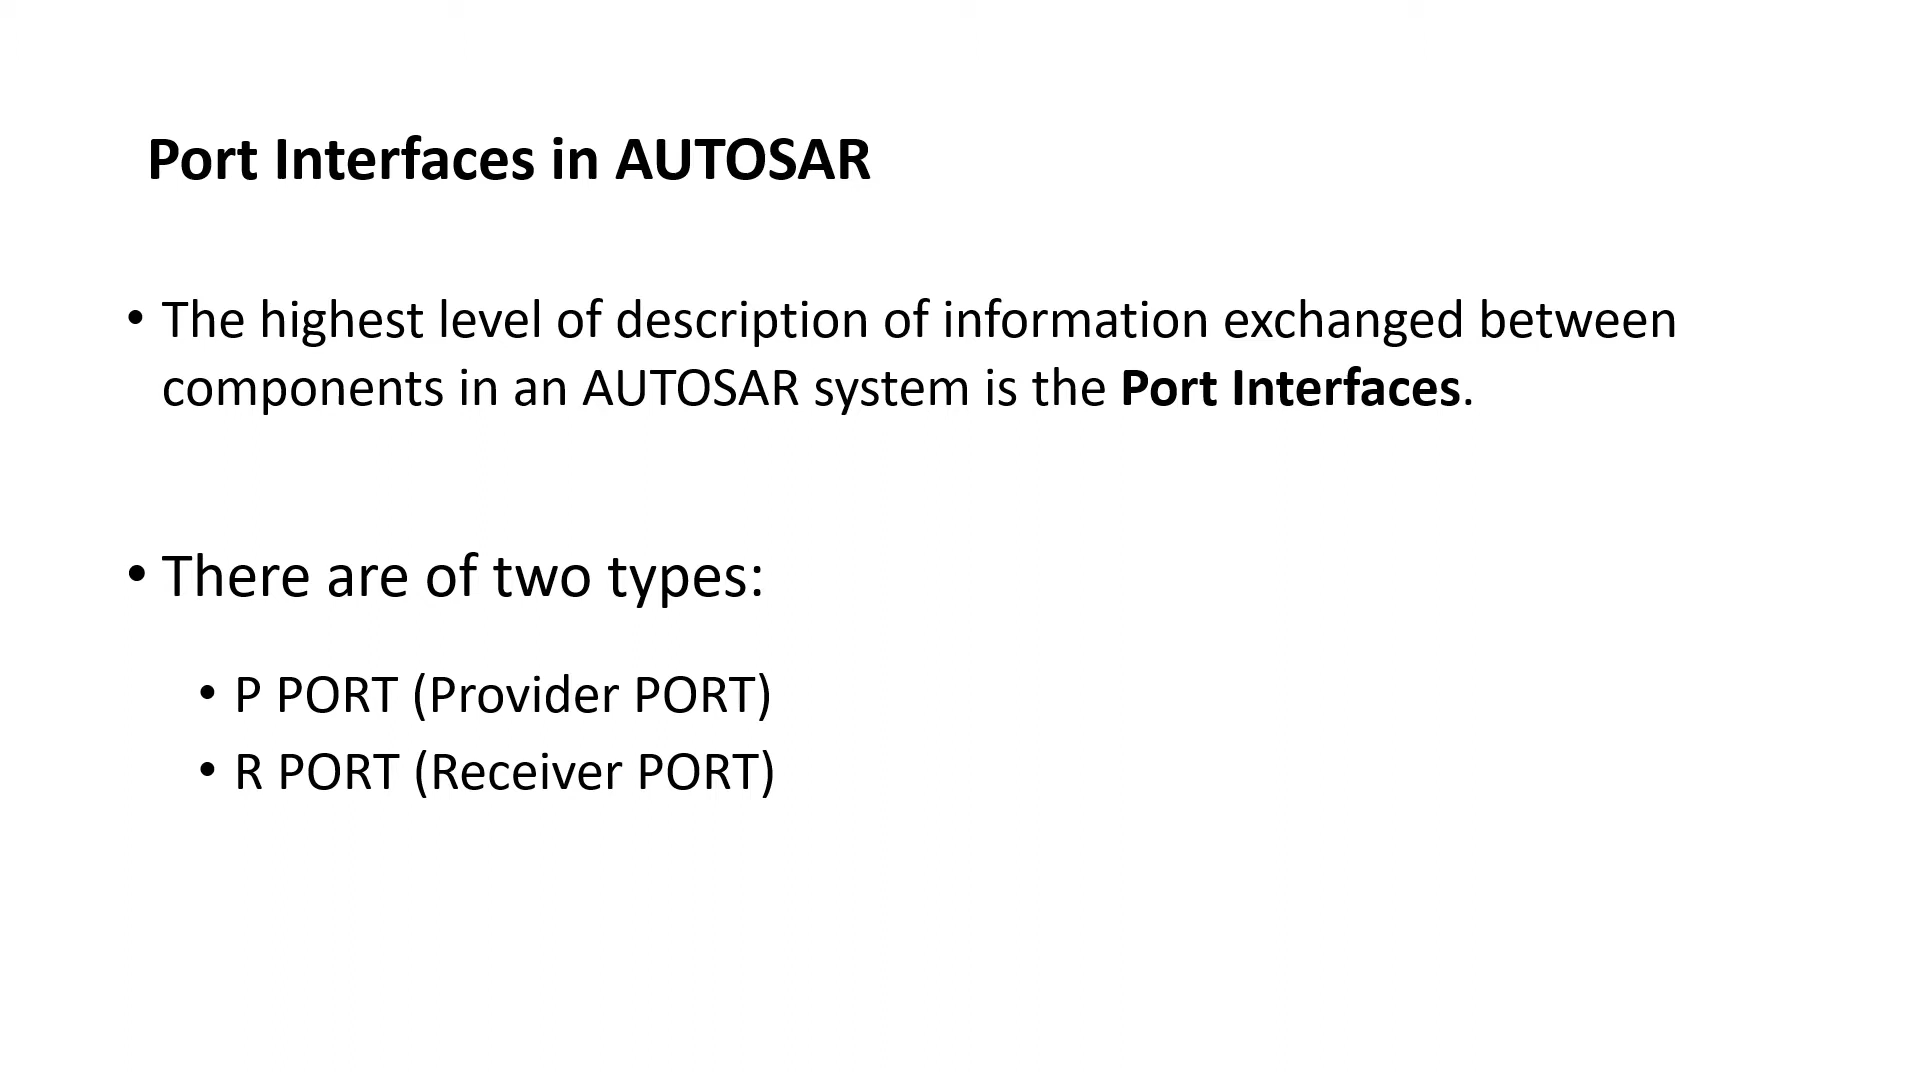 Port Interfaces in AUTOSAR
• The highest level of description of information exchanged between
components in an AUTOSAR system is the Port Interfaces.
• There are of two types:
• P PORT (Provider PORT)
• R PORT (Receiver PORT)